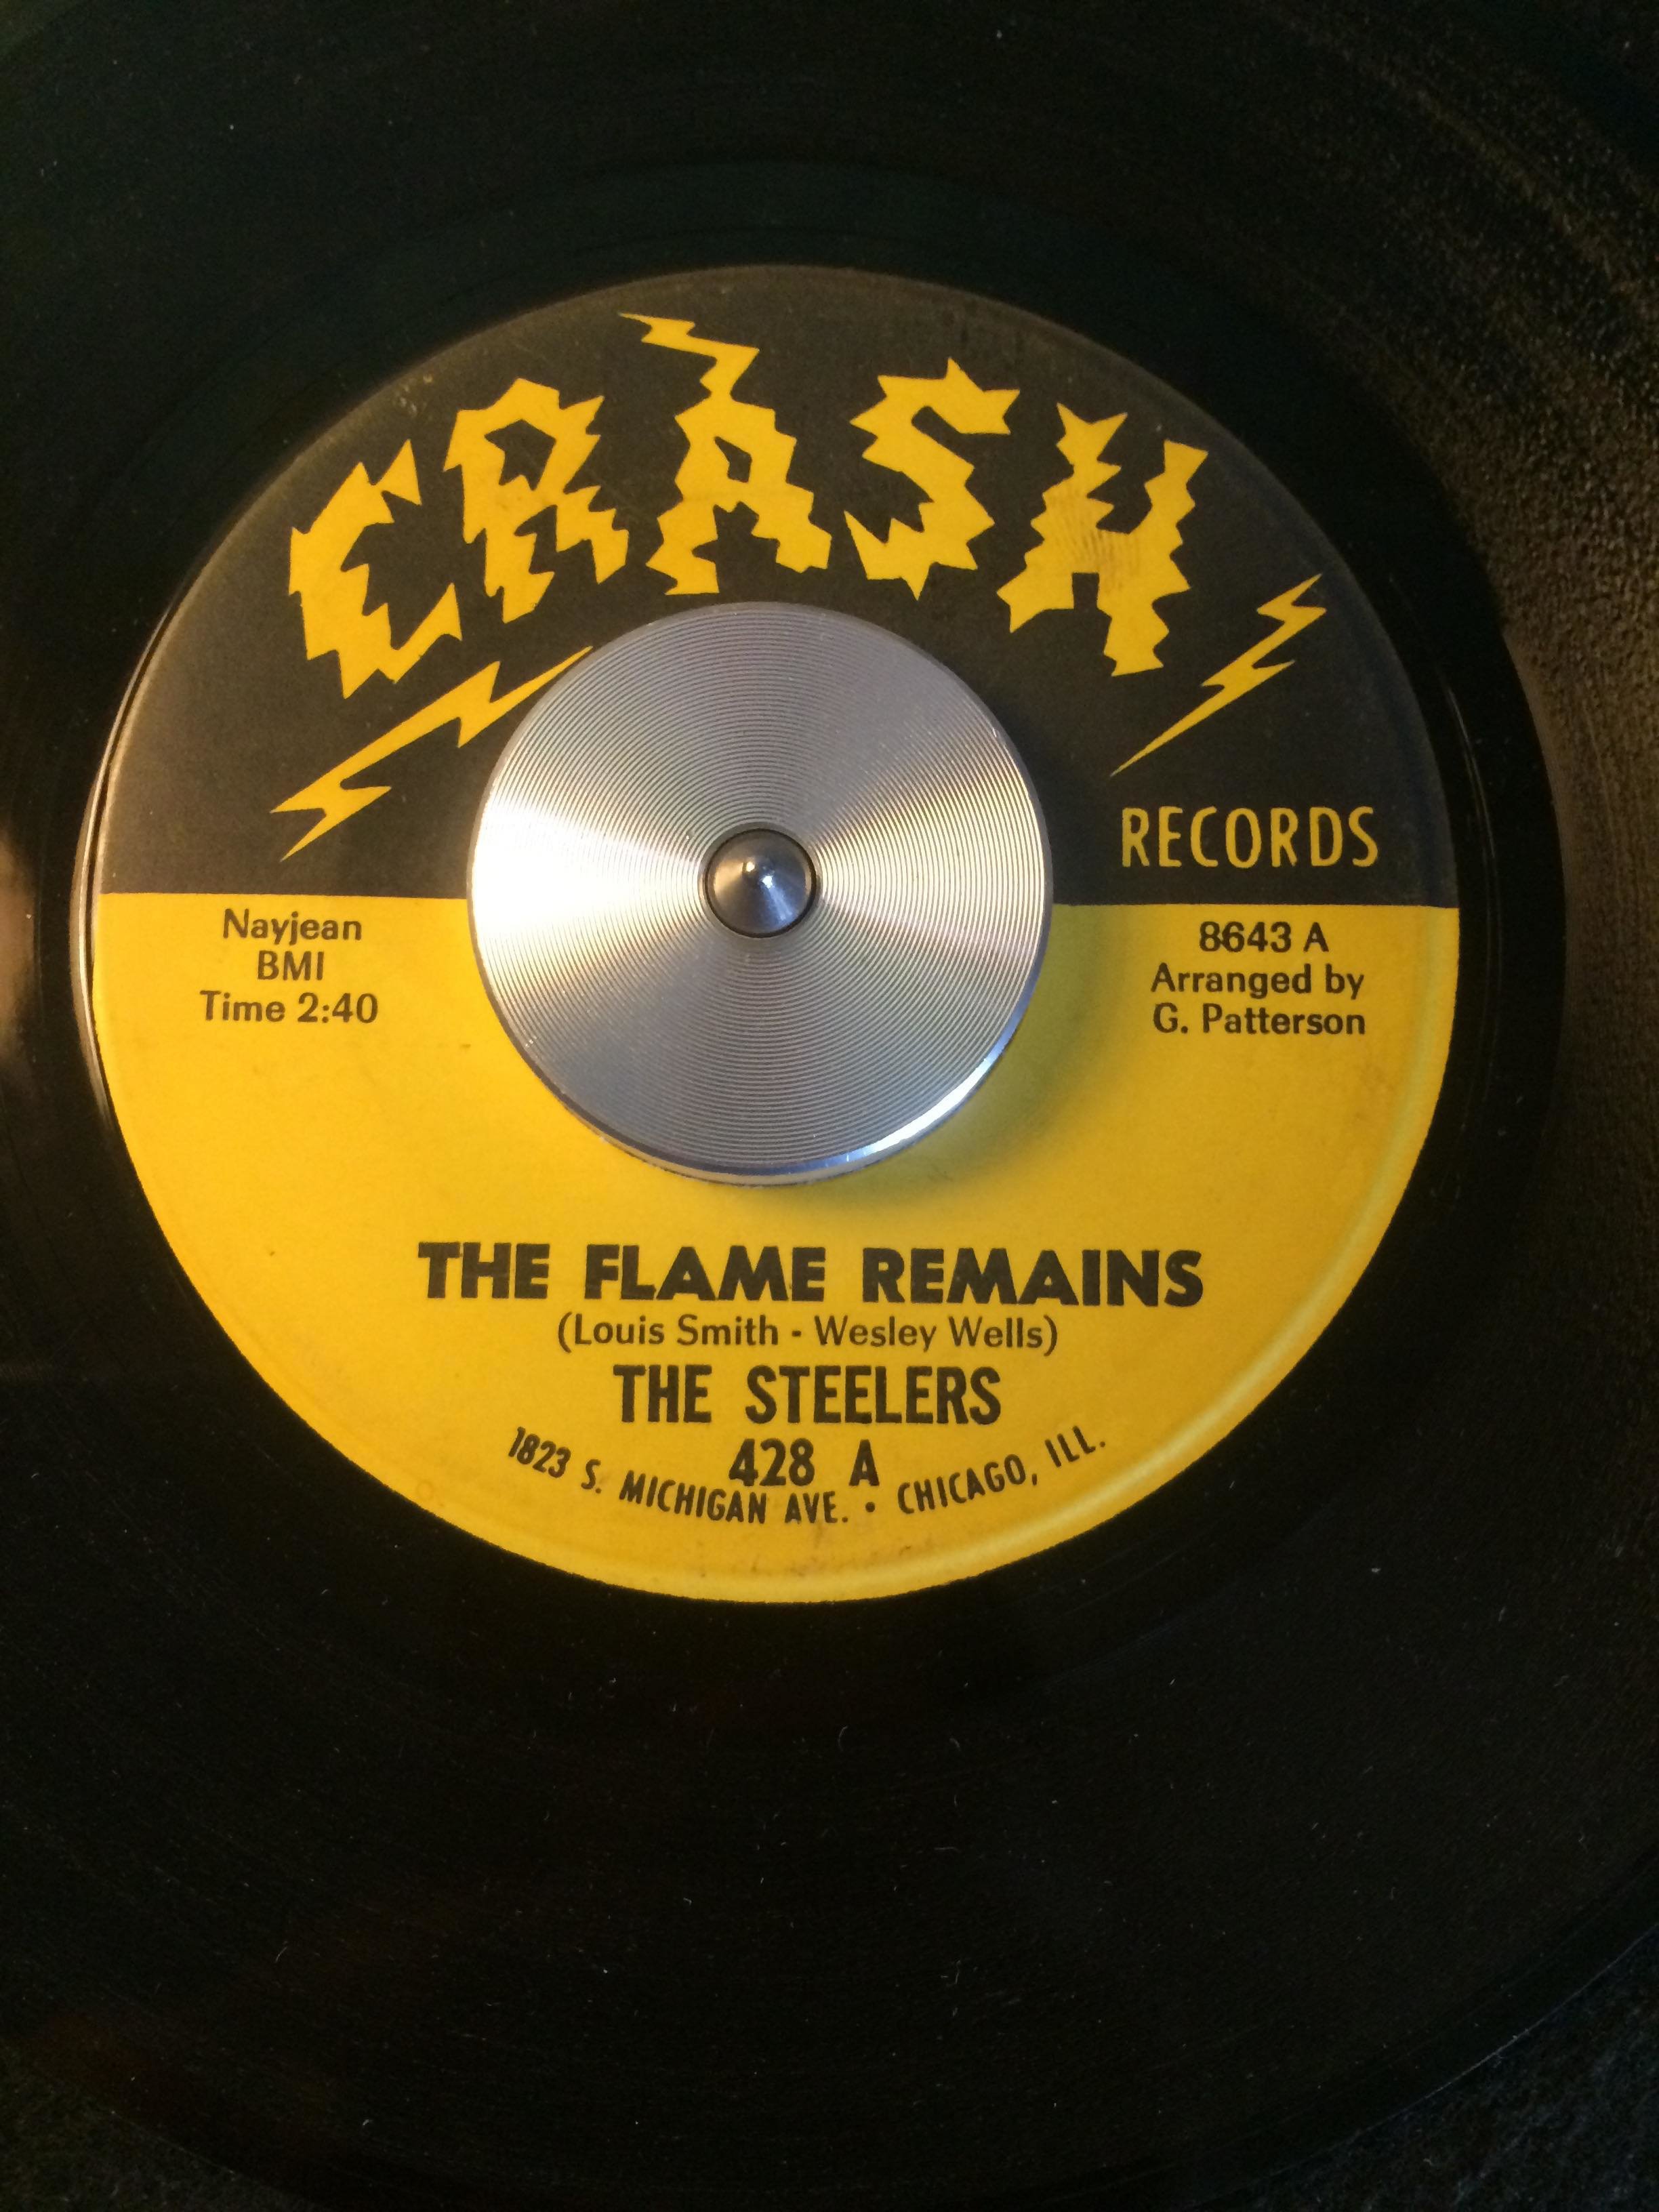 CRASH
RECORDS
Nayjean
BMI
Time 2:40
8643 A
Arranged by
G. Patterson
THE FLAME REMAINS
(Louis Smith - Wesley Wells)
THE STEELERS
428 A
1823 S. MICHIGAN AVE. • CHICAGO, ILL.